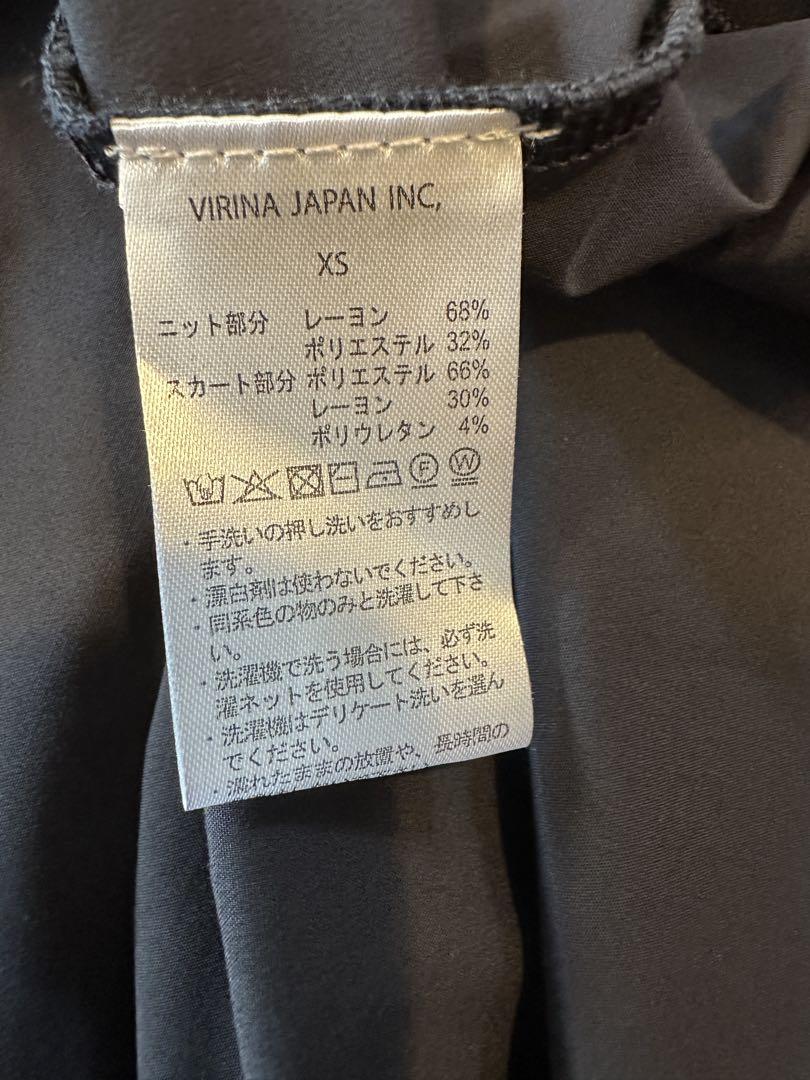 VIRINA JAPAN INC,
XS
ニット部分 レーヨン 68%
ポリエステル 32%
スカート部分 ポリエステル 66%
レーヨン 30%
ポリウレタン 4%
F W
・手洗いの押し洗いをおすすめし
ます。
・漂白剤は使わないでください。
・同系色の物のみと洗濯して下さ
い。
・洗濯機で洗う場合には、必ず洗
濯ネットを使用してください。
・洗濯機はデリケート洗いを選ん
でください。
・濡れたままの放置や、長時間の